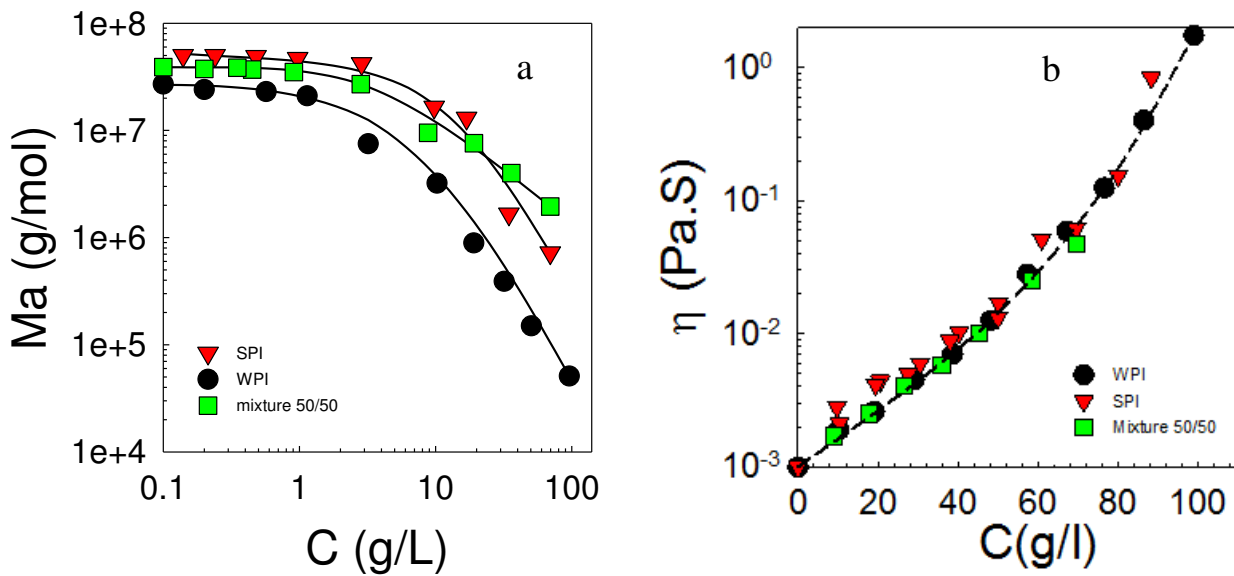 a
Ma (g/mol)
1e+8
1e+7
1e+6
1e+5
1e+4
SPI
WPI
mixture 50/50
0.1
1
10
100
C (g/L)
b
η (Pa.S)
10⁰
10⁻¹
10⁻²
10⁻³
WPI
SPI
Mixture 50/50
0
20
40
60
80
100
C(g/l)